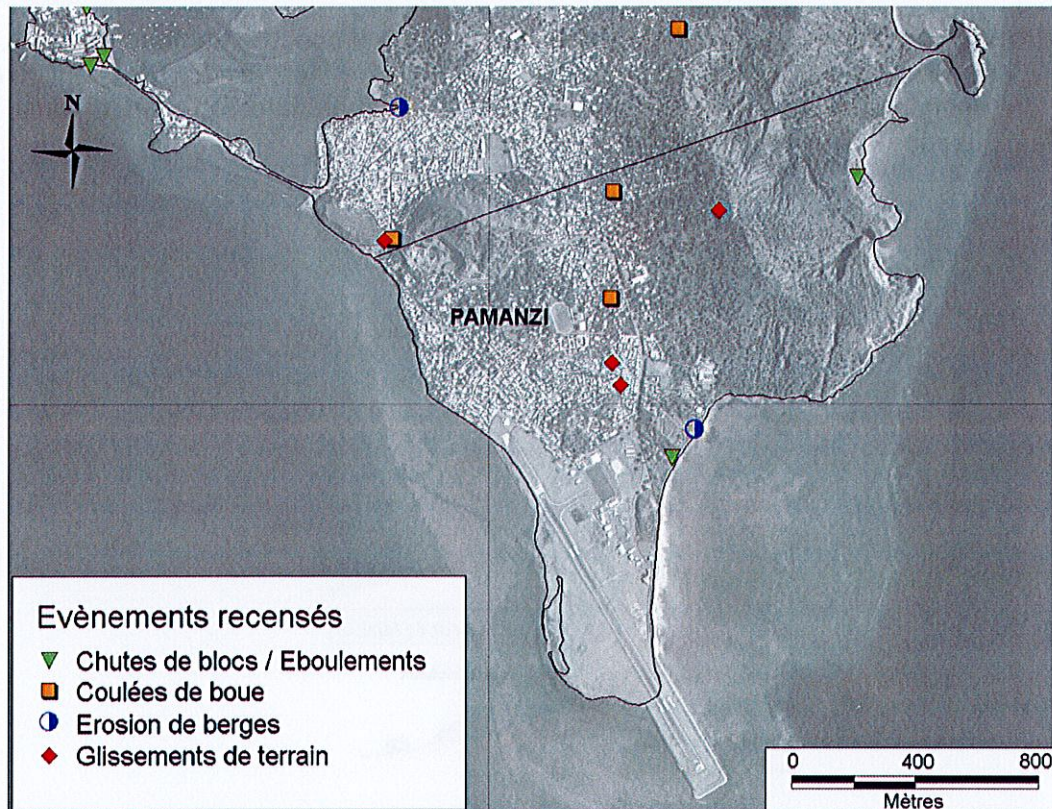 N
PAMANZI
Evènements recensés
Chutes de blocs / Eboulements
Coulées de boue
Erosion de berges
Glissements de terrain
0 400 800
Mètres